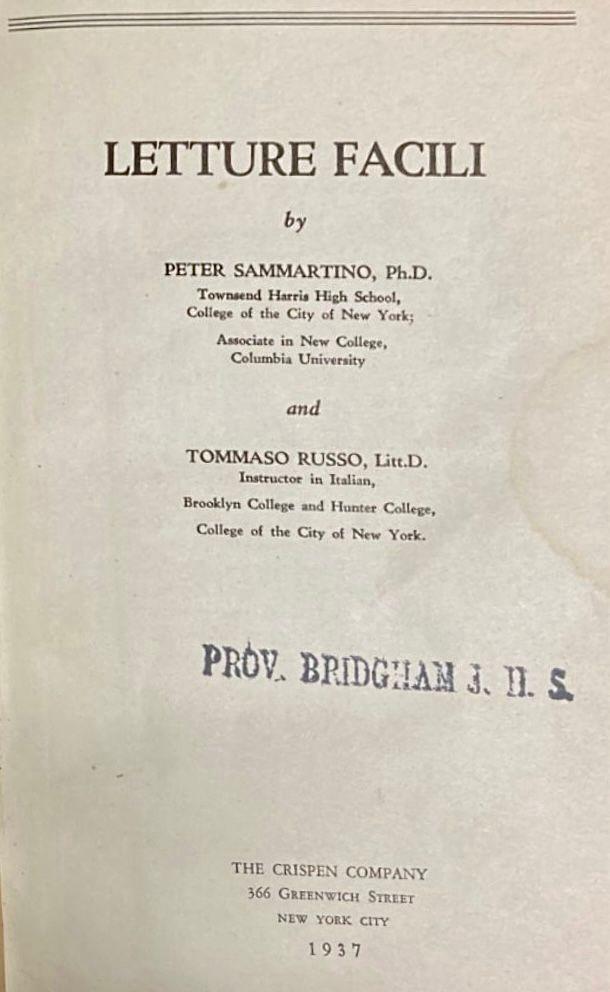 LETTURE FACILI
by
PETER SAMMARTINO, Ph.D.
Townsend Harris High School,
College of the City of New York;
Associate in New College,
Columbia University
and
TOMMASO RUSSO, Litt.D.
Instructor in Italian,
Brooklyn College and Hunter College,
College of the City of New York.
PROV. BRIDGHAM J. H. S.
THE CRISPEN COMPANY
366 GREENWICH STREET
NEW YORK CITY
1937